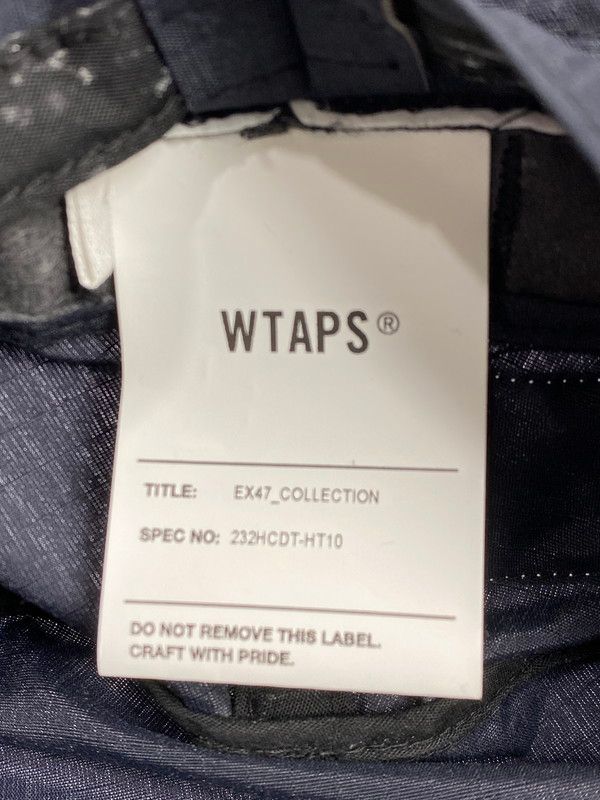 WTAPS®
TITLE: EX47_COLLECTION
SPEC NO: 232HCDT-HT10
DO NOT REMOVE THIS LABEL.
CRAFT WITH PRIDE.